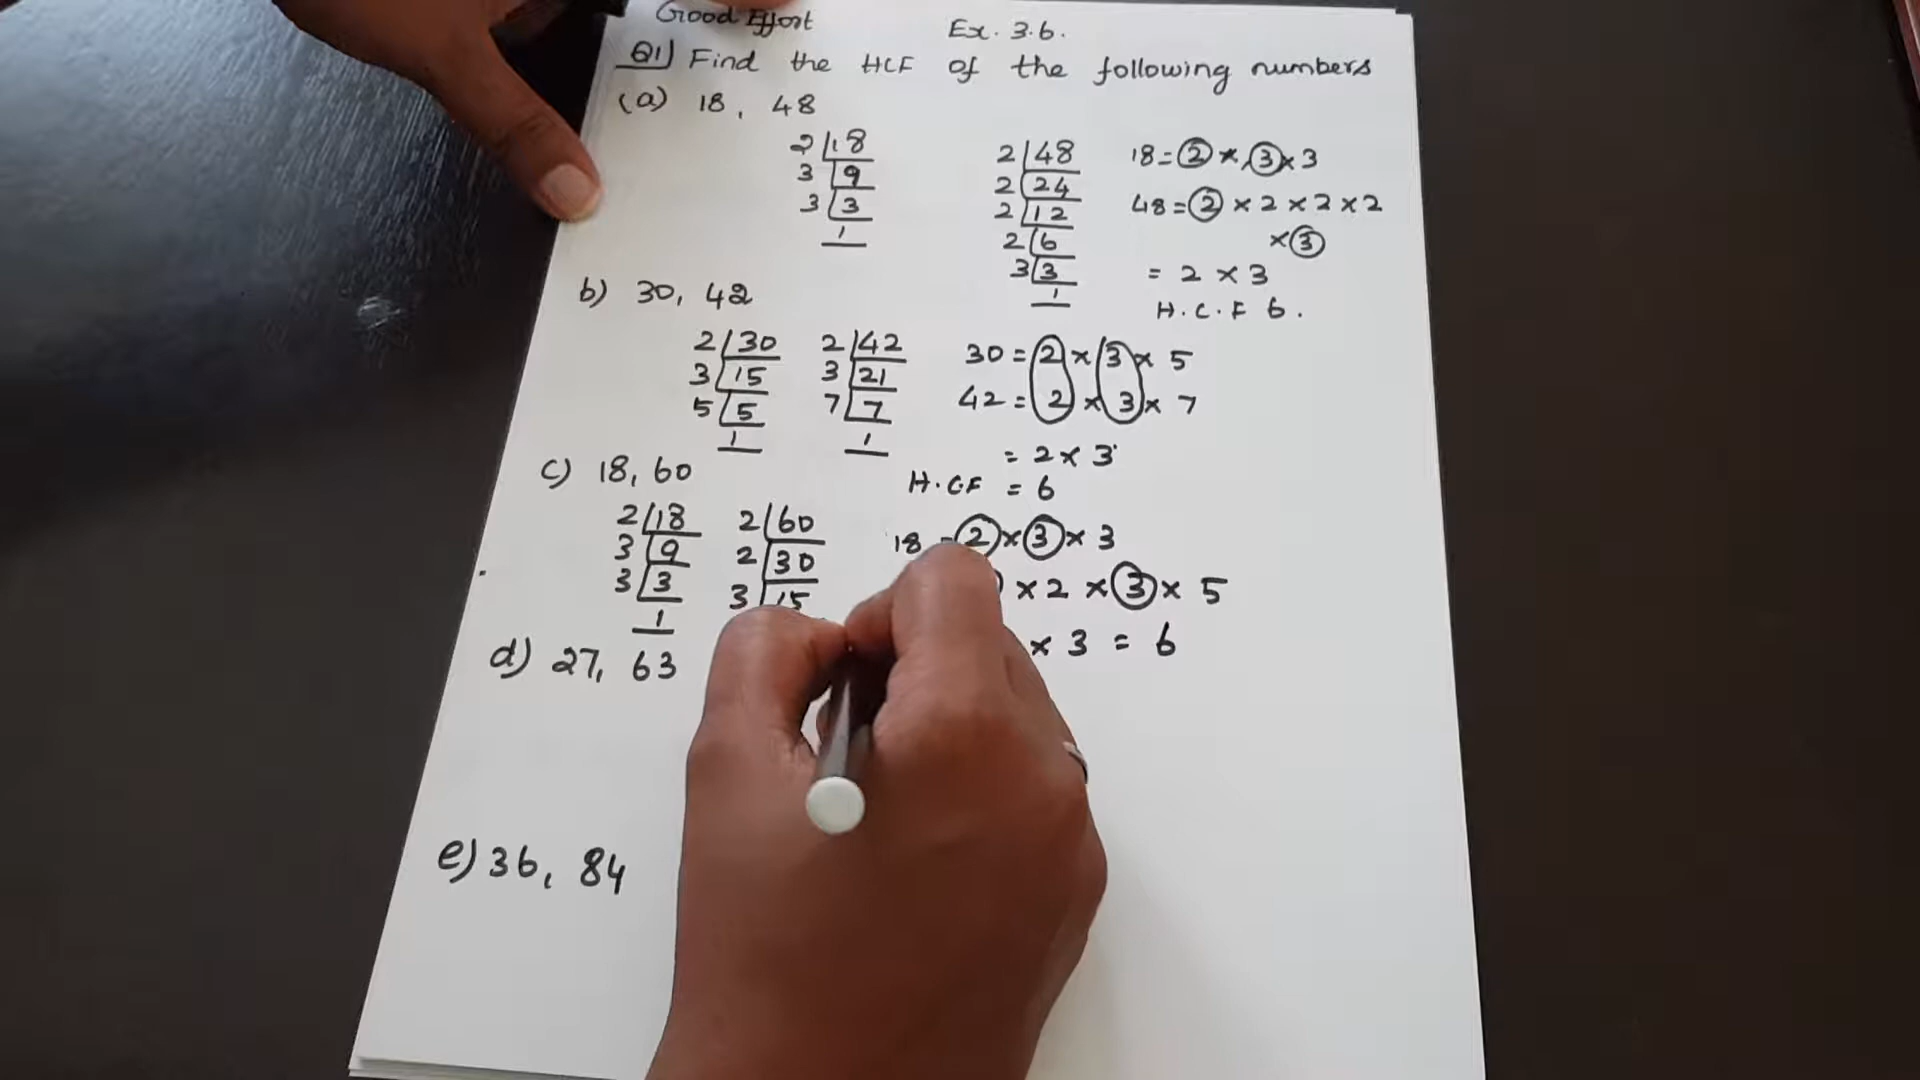 Good Effort Ex. 3.6.
Q1) Find the HCF of the following numbers
(a) 18, 48
2 18
3 9
3 3
1
2 48
2 24
2 12
2 6
3 3
1
18 = 2 × 3 × 3
48 = 2 × 2 × 2 × 2
× 3
= 2 × 3
H.C.F 6.
b) 30, 42
2 30
3 15
5 5
1
2 42
3 21
7 7
1
30 = 2 × 3 × 5
42 = 2 × 3 × 7
= 2 × 3
H.C.F = 6
c) 18, 60
2 18
3 9
3 3
1
2 60
2 30
3 15
18 = 2 × 3 × 3
× 2 × 3 × 5
× 3 = 6
d) 27, 63
e) 36, 84